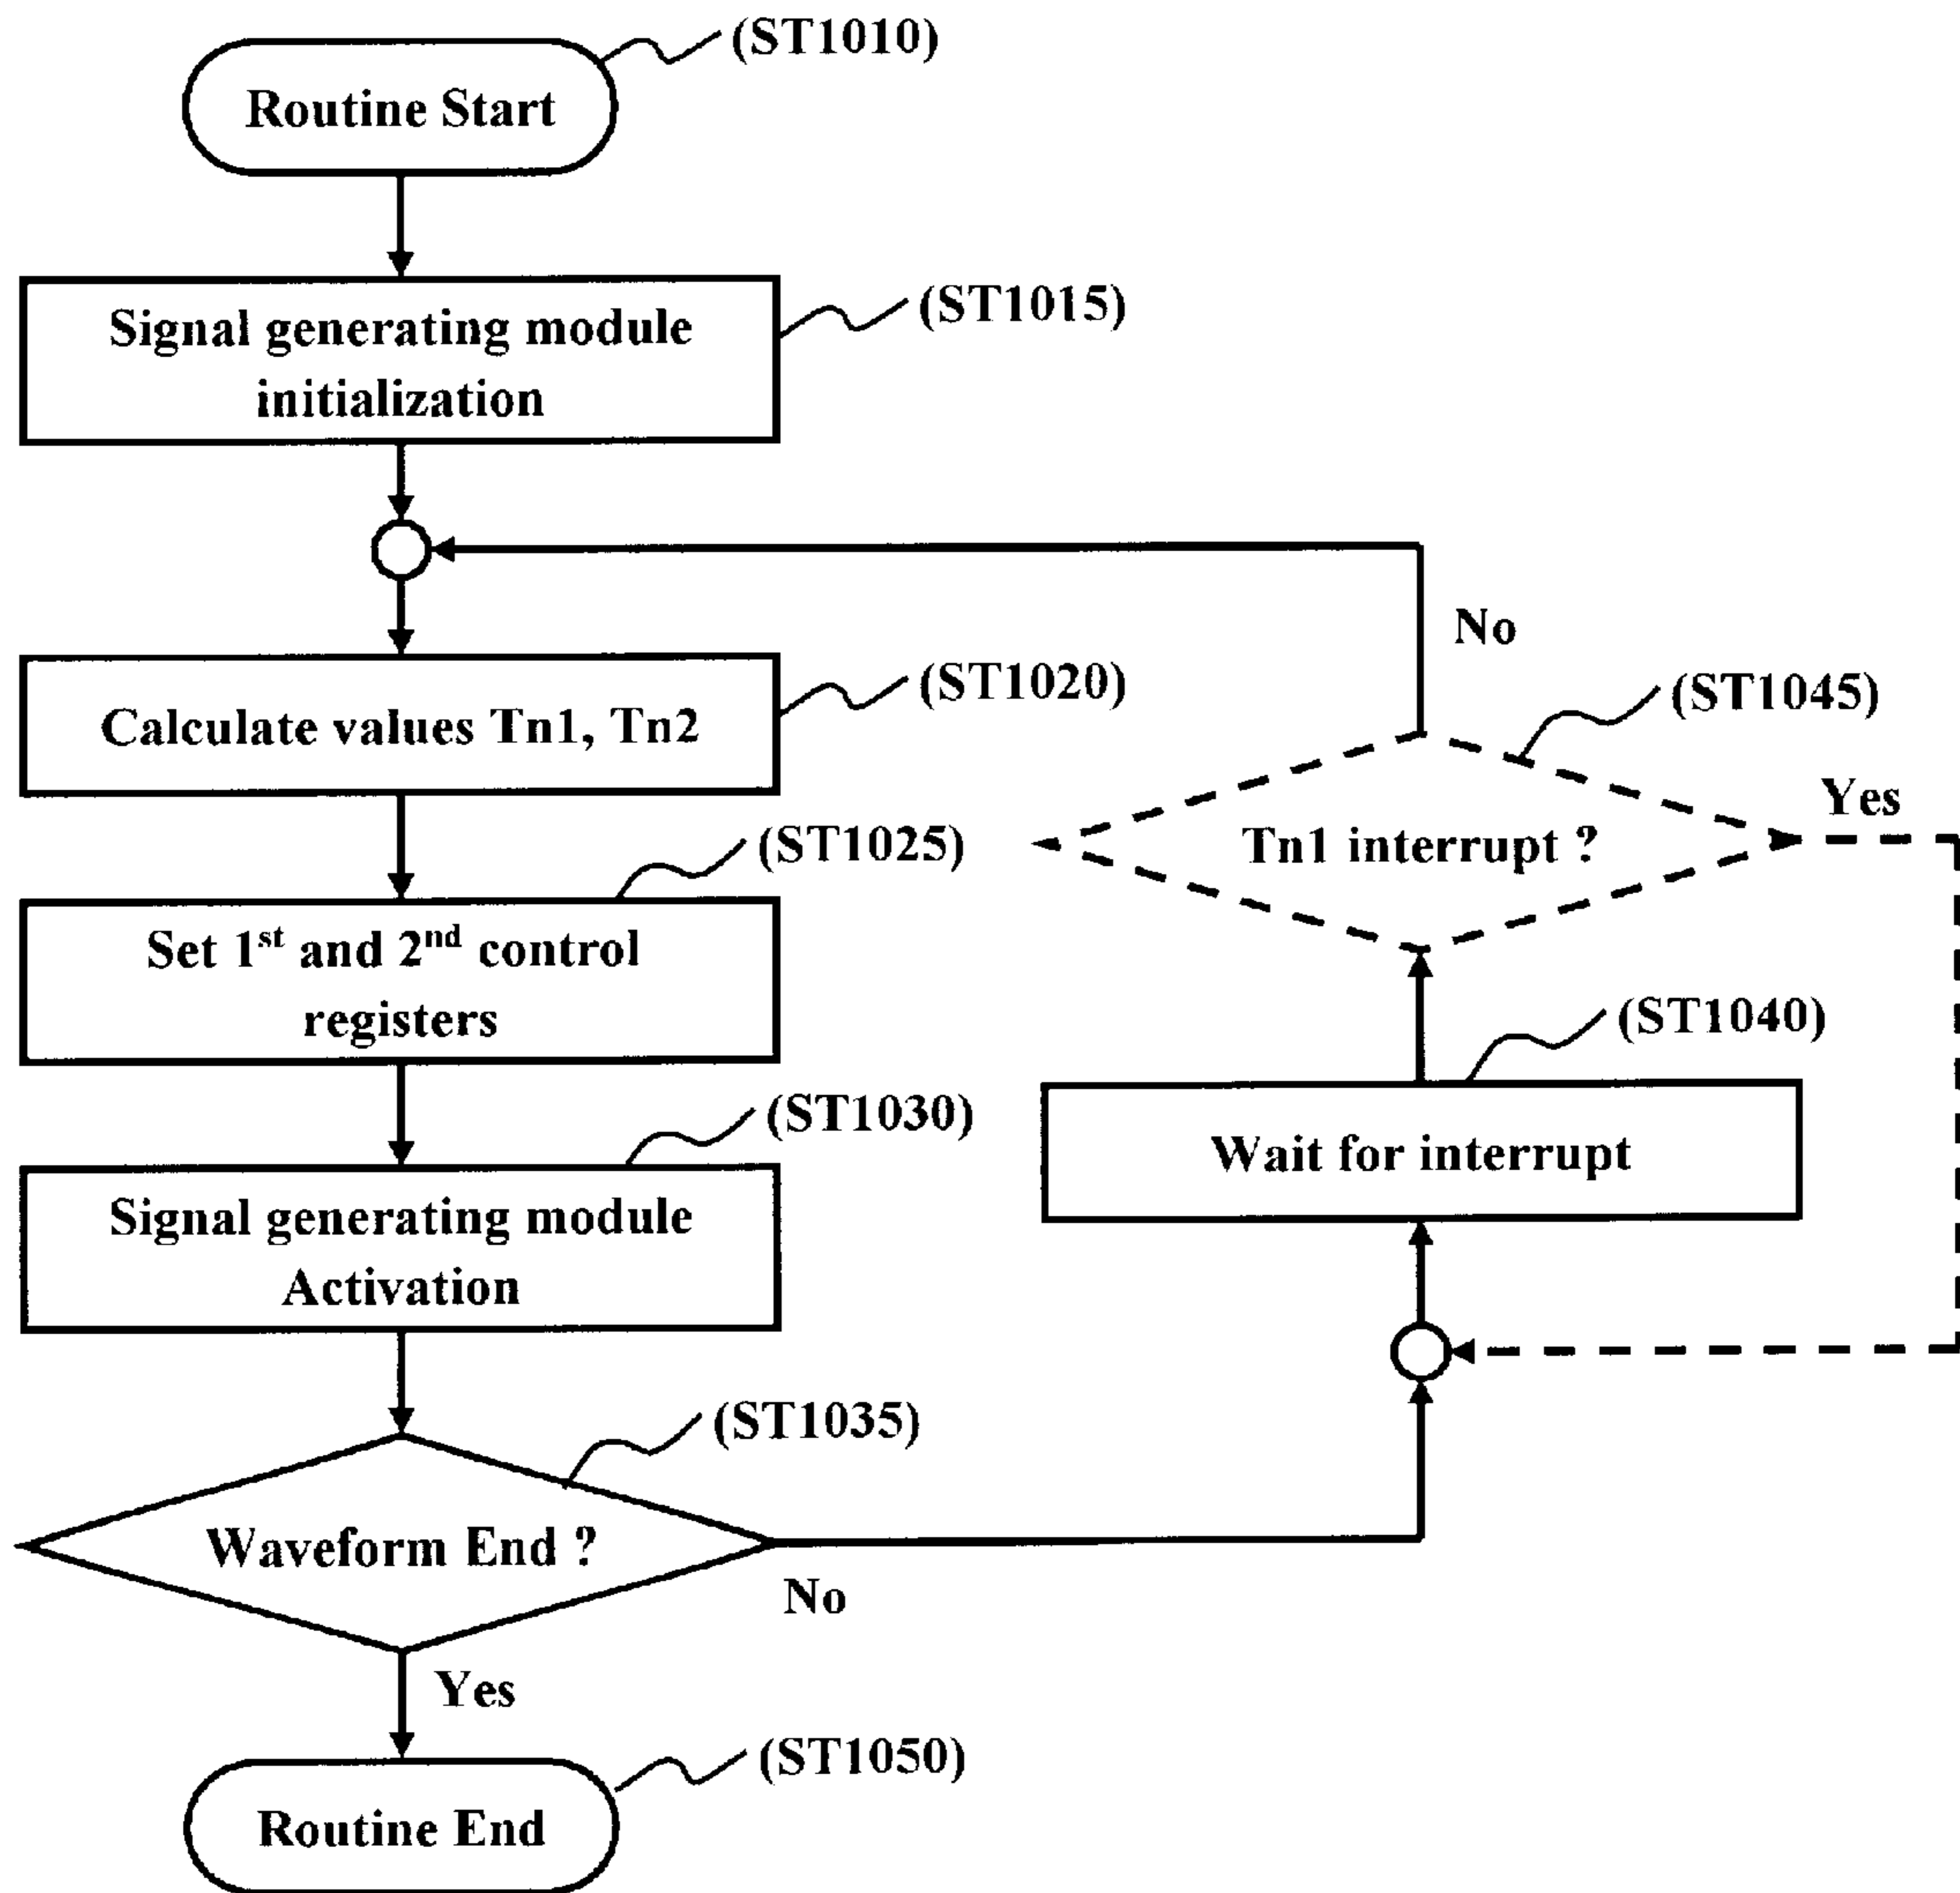 (ST1010)
Routine Start
(ST1015)
Signal generating module
initialization
No
(ST1020)
Calculate values Tn1, Tn2
(ST1045)
Yes
Tn1 interrupt ?
(ST1025)
Set 1st and 2nd control
registers
(ST1040)
Wait for interrupt
(ST1030)
Signal generating module
Activation
(ST1035)
Waveform End ?
No
Yes
(ST1050)
Routine End